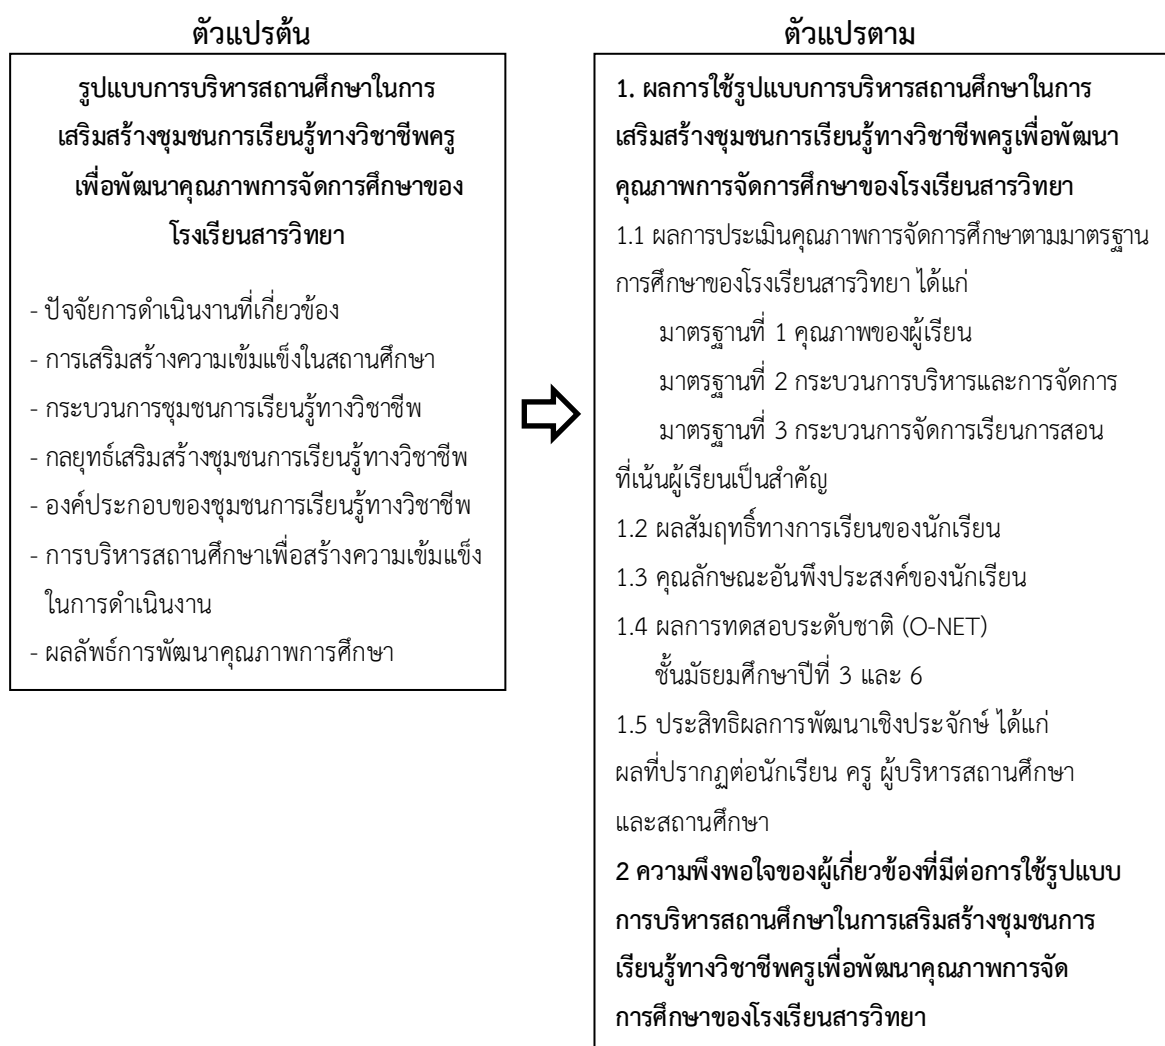 ตัวแปรต้น
รูปแบบการบริหารสถานศึกษาในการ
เสริมสร้างชุมชนการเรียนรู้ทางวิชาชีพครู
เพื่อพัฒนาคุณภาพการจัดการศึกษาของ
โรงเรียนสารวิทยา
- ปัจจัยการดำเนินงานที่เกี่ยวข้อง
- การเสริมสร้างความเข้มแข็งในสถานศึกษา
- กระบวนการชุมชนการเรียนรู้ทางวิชาชีพ
- กลยุทธ์เสริมสร้างชุมชนการเรียนรู้ทางวิชาชีพ
- องค์ประกอบของชุมชนการเรียนรู้ทางวิชาชีพ
- การบริหารสถานศึกษาเพื่อสร้างความเข้มแข็ง
ในการดำเนินงาน
- ผลลัพธ์การพัฒนาคุณภาพการศึกษา
ตัวแปรตาม
1. ผลการใช้รูปแบบการบริหารสถานศึกษาในการ
เสริมสร้างชุมชนการเรียนรู้ทางวิชาชีพครูเพื่อพัฒนา
คุณภาพการจัดการศึกษาของโรงเรียนสารวิทยา
1.1 ผลการประเมินคุณภาพการจัดการศึกษาตามมาตรฐาน
การศึกษาของโรงเรียนสารวิทยา ได้แก่
มาตรฐานที่ 1 คุณภาพของผู้เรียน
มาตรฐานที่ 2 กระบวนการบริหารและการจัดการ
มาตรฐานที่ 3 กระบวนการจัดการเรียนการสอน
ที่เน้นผู้เรียนเป็นสำคัญ
1.2 ผลสัมฤทธิ์ทางการเรียนของนักเรียน
1.3 คุณลักษณะอันพึงประสงค์ของนักเรียน
1.4 ผลการทดสอบระดับชาติ (O-NET)
ชั้นมัธยมศึกษาปีที่ 3 และ 6
1.5 ประสิทธิผลการพัฒนาเชิงประจักษ์ ได้แก่
ผลที่ปรากฏต่อนักเรียน ครู ผู้บริหารสถานศึกษา
และสถานศึกษา
2 ความพึงพอใจของผู้เกี่ยวข้องที่มีต่อการใช้รูปแบบ
การบริหารสถานศึกษาในการเสริมสร้างชุมชนการ
เรียนรู้ทางวิชาชีพครูเพื่อพัฒนาคุณภาพการจัด
การศึกษาของโรงเรียนสารวิทยา